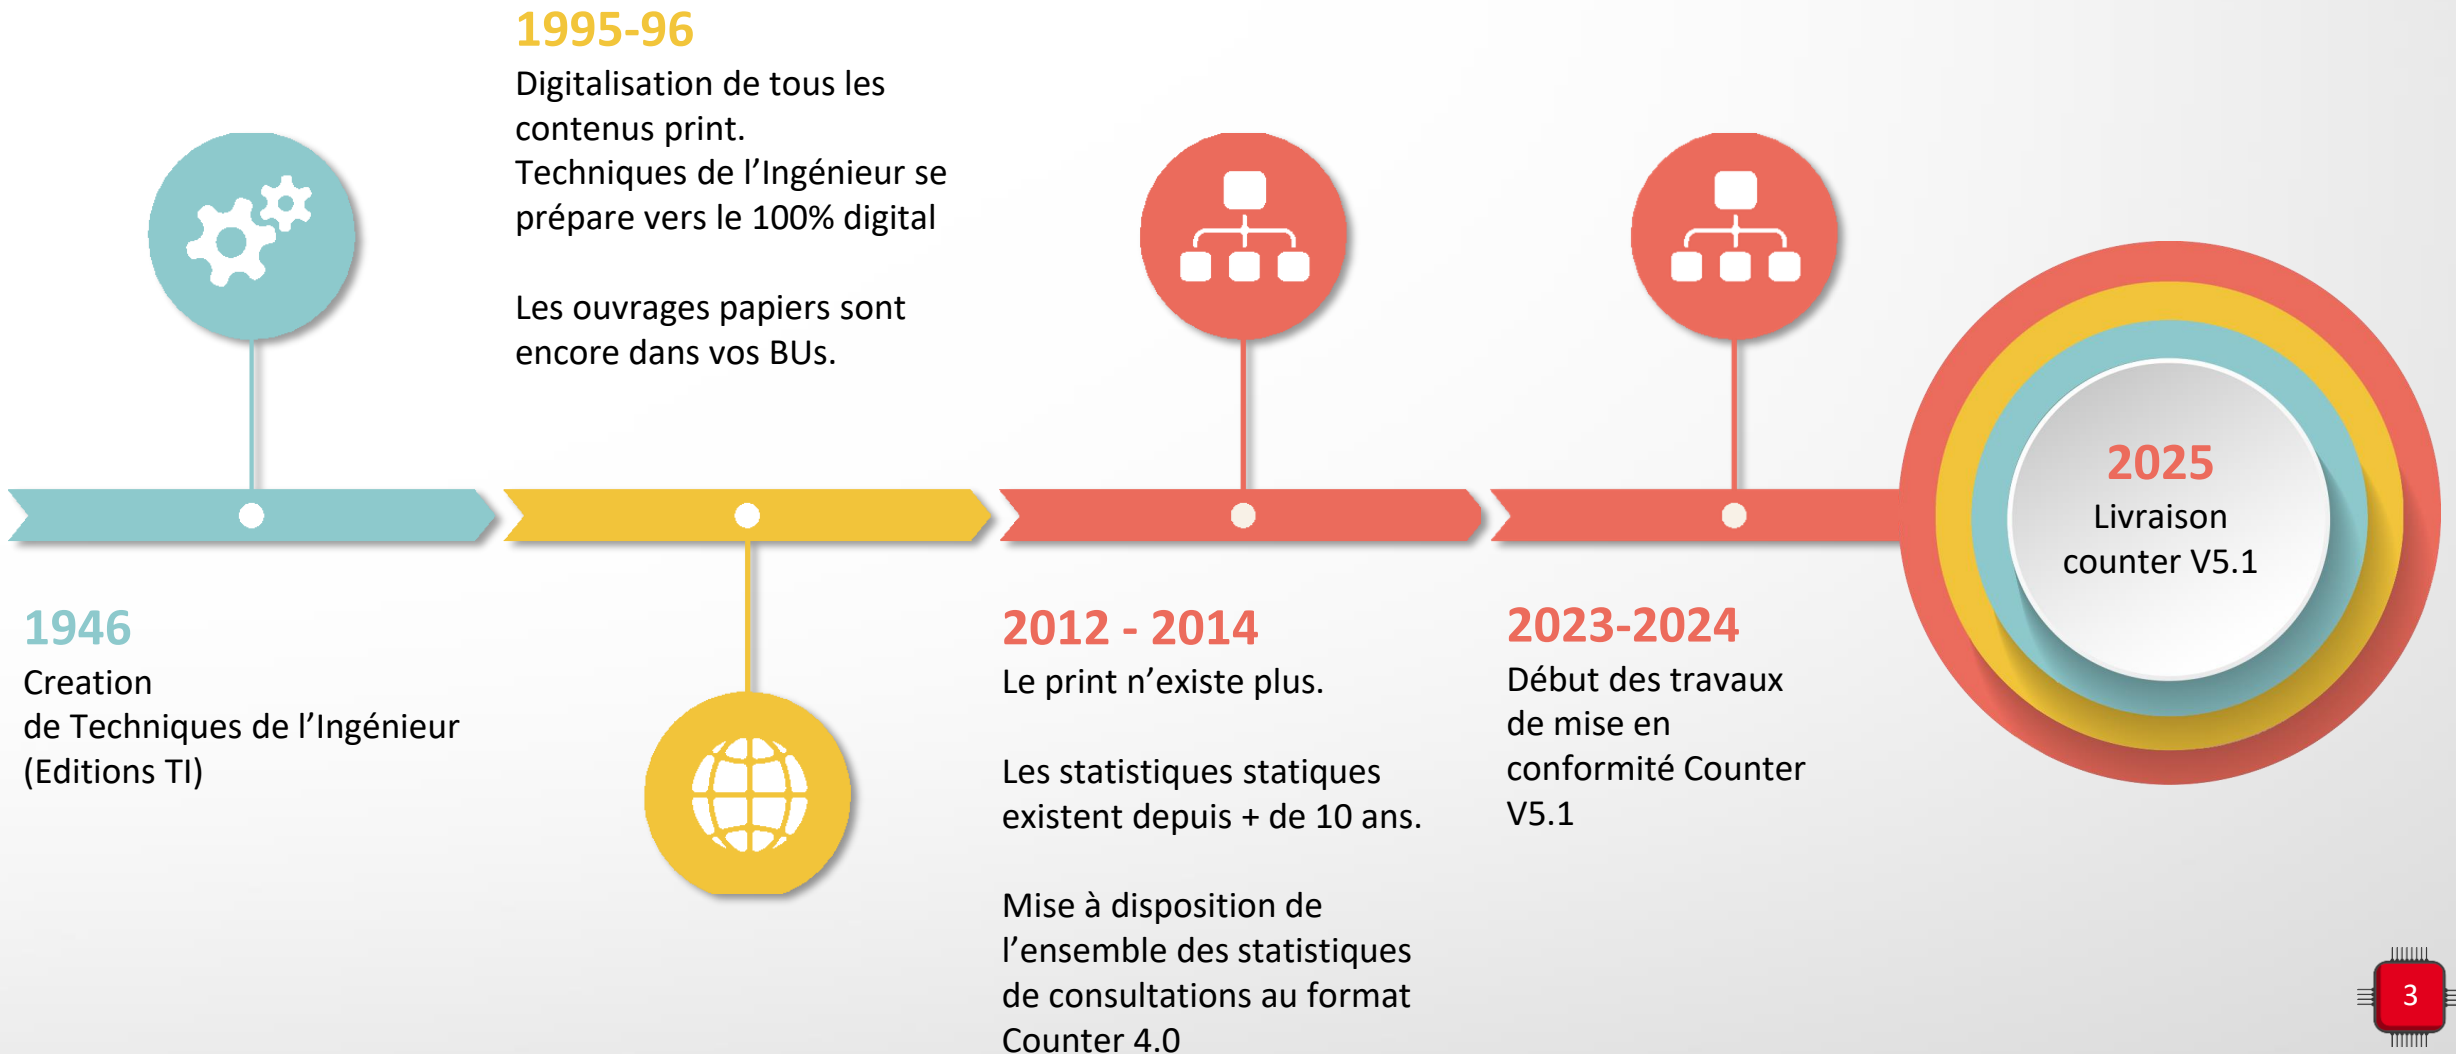 1946
Creation
de Techniques de l’Ingénieur
(Editions TI)
1995-96
Digitalisation de tous les
contenus print.
Techniques de l’Ingénieur se
prépare vers le 100% digital
Les ouvrages papiers sont
encore dans vos BUs.
2012 - 2014
Le print n’existe plus.
Les statistiques statiques
existent depuis + de 10 ans.
Mise à disposition de
l’ensemble des statistiques
de consultations au format
Counter 4.0
2023-2024
Début des travaux
de mise en
conformité Counter
V5.1
2025
Livraison
counter V5.1
3